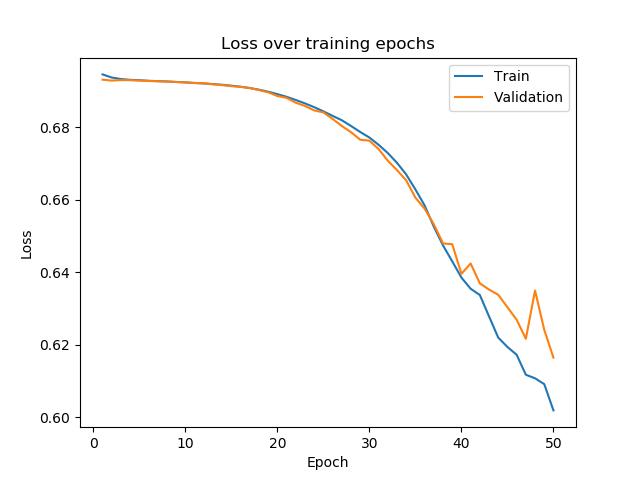 Loss over training epochs
Train
Validation
0.68
0.66
0.64
0.62
0.60
Loss
0 10 20 30 40 50
Epoch